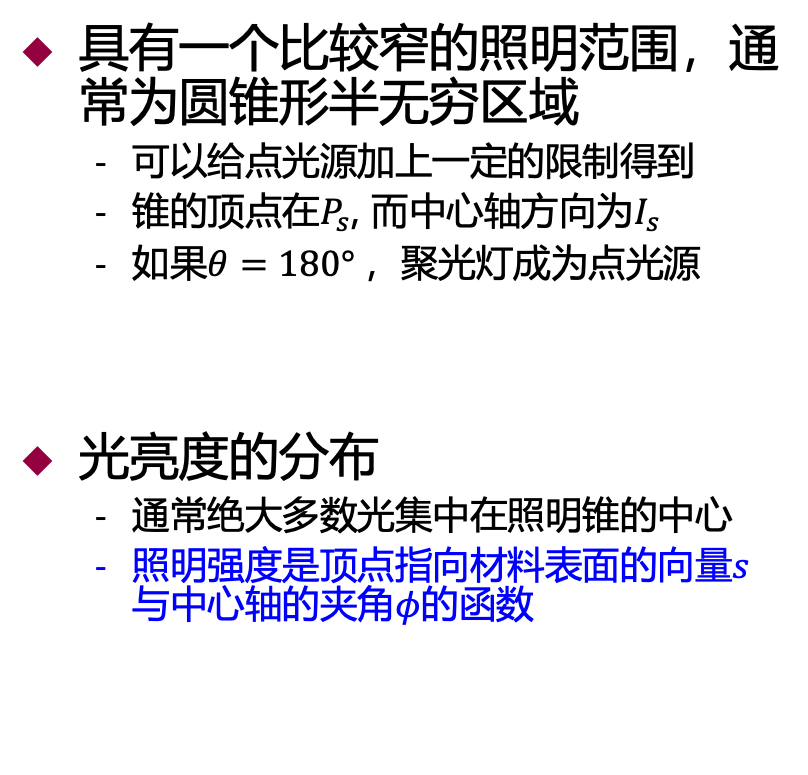 具有一个比较窄的照明范围，通
常为圆锥形半无穷区域
- 可以给点光源加上一定的限制得到
- 锥的顶点在Pₛ, 而中心轴方向为Iₛ
- 如果θ = 180°， 聚光灯成为点光源
光亮度的分布
- 通常绝大多数光集中在照明锥的中心
- 照明强度是顶点指向材料表面的向量s
与中心轴的夹角ϕ的函数